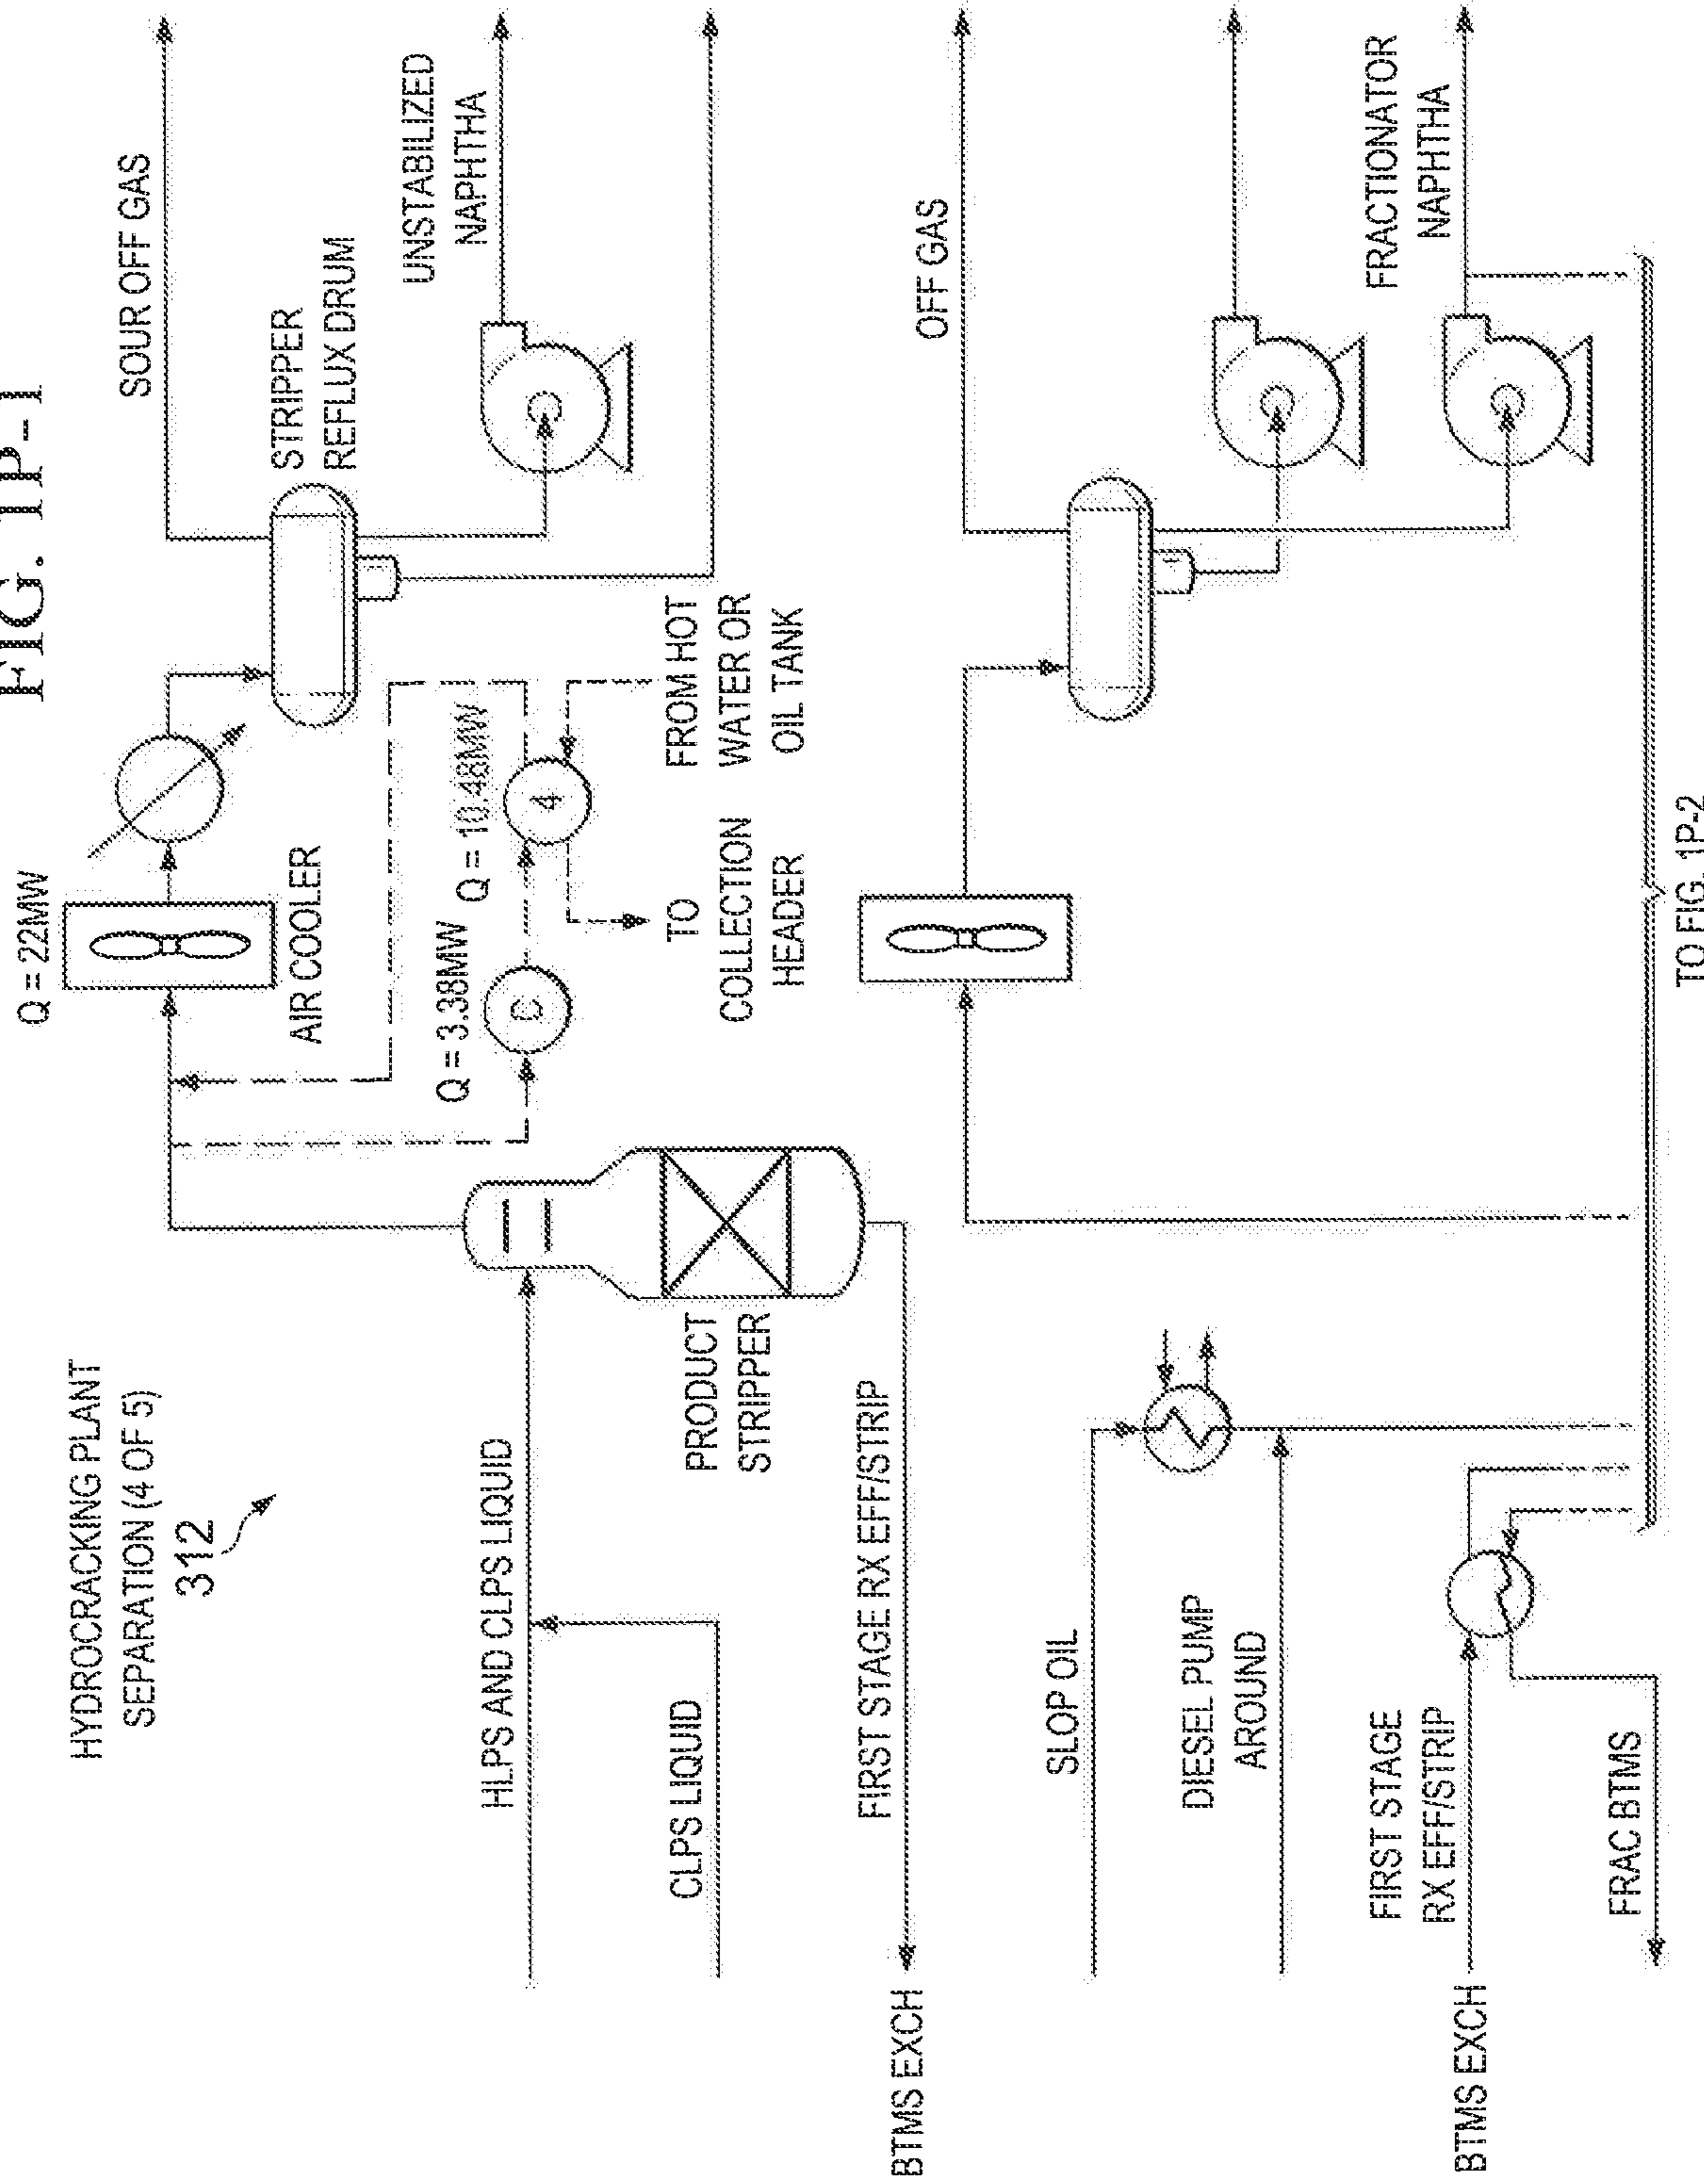 FIG. 1P-1
HYDROCRACKING PLANT
SEPARATION (4 OF 5)
312
Q = 22MW
AIR COOLER
SOUR OFF GAS
STRIPPER
REFLUX DRUM
UNSTABILIZED
NAPHTHA
Q = 3.38MW
Q = 10.48MW
C
4
TO
COLLECTION
HEADER
FROM HOT
WATER OR
OIL TANK
HLPS AND CLPS LIQUID
CLPS LIQUID
PRODUCT
STRIPPER
FIRST STAGE RX EFF/STRIP
BTMS EXCH
OFF GAS
SLOP OIL
DIESEL PUMP
AROUND
FIRST STAGE
RX EFF/STRIP
BTMS EXCH
FRAC BTMS
FRACTIONATOR
NAPHTHA
TO FIG. 1P-2